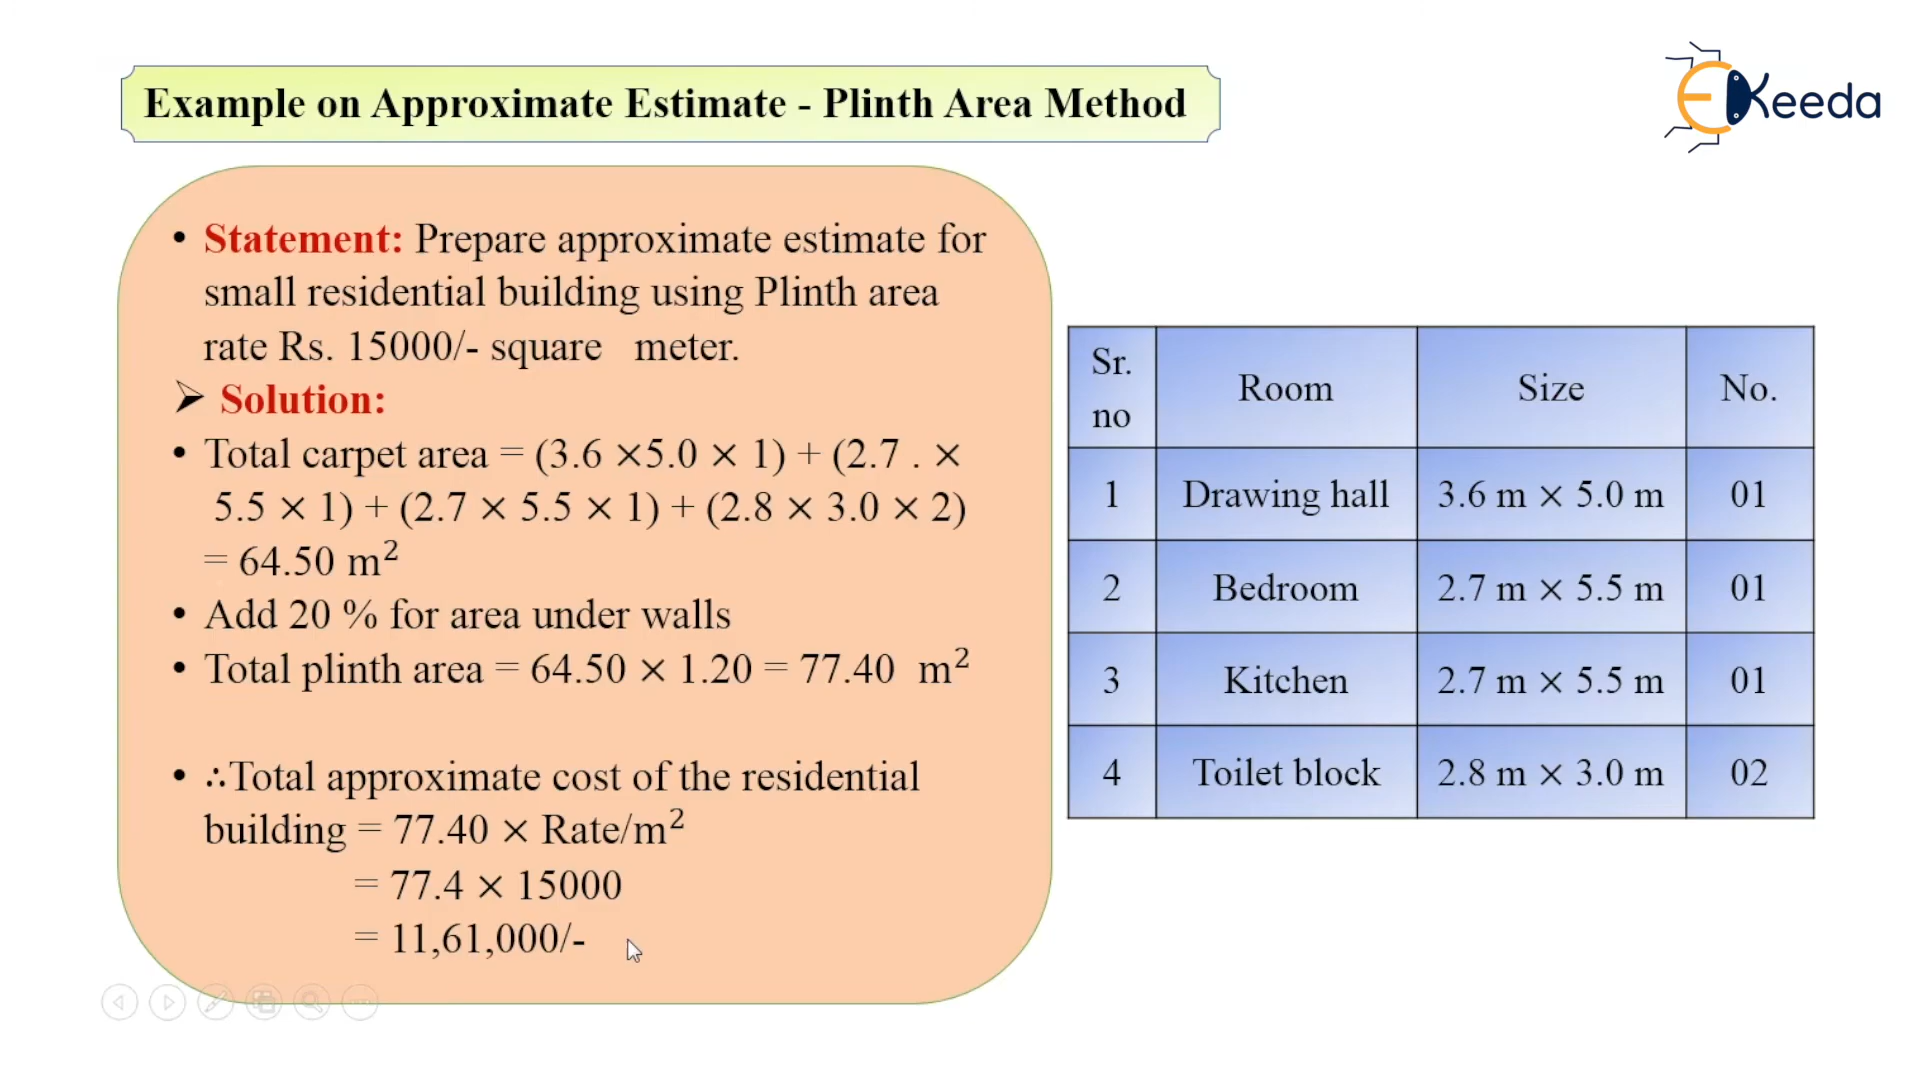 Example on Approximate Estimate - Plinth Area Method
EKeeda
• Statement: Prepare approximate estimate for
small residential building using Plinth area
rate Rs. 15000/- square meter.
➢ Solution:
• Total carpet area = (3.6 ×5.0 × 1) + (2.7 . ×
5.5 × 1) + (2.7 × 5.5 × 1) + (2.8 × 3.0 × 2)
= 64.50 m²
• Add 20 % for area under walls
• Total plinth area = 64.50 × 1.20 = 77.40 m²
• ∴Total approximate cost of the residential
building = 77.40 × Rate/m²
= 77.4 × 15000
= 11,61,000/-
Sr. no Room Size No.
1 Drawing hall 3.6 m × 5.0 m 01
2 Bedroom 2.7 m × 5.5 m 01
3 Kitchen 2.7 m × 5.5 m 01
4 Toilet block 2.8 m × 3.0 m 02